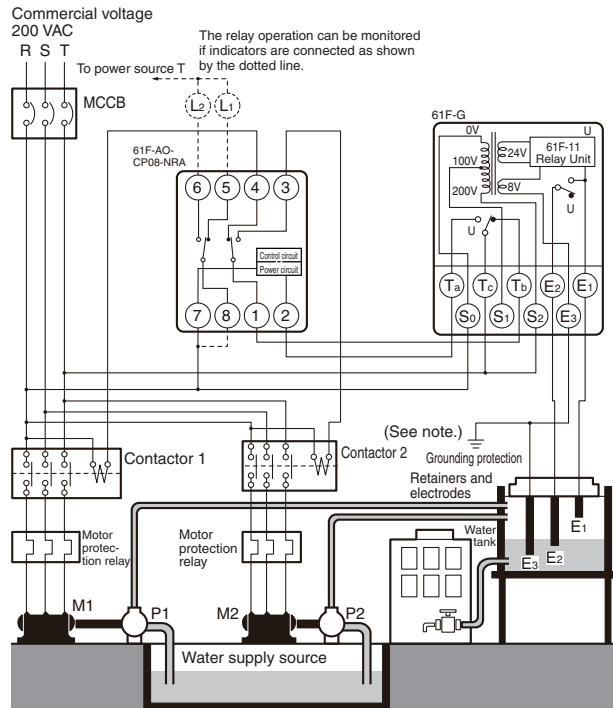 Commercial voltage
200 VAC
R S T
The relay operation can be monitored
if indicators are connected as shown
by the dotted line.
To power source T
MCCB
L2 L1
61F-AO-
CP08-NRA
6 5 4 3
Control circuit
Power circuit
7 8 1 2
61F-G
0V
U
24V
61F-11
Relay Unit
100V
200V
8V
U
U
Ta Tc Tb E2 E1
S0 S1 S2 E3
Contactor 1
Contactor 2
(See note.)
Grounding protection
Retainers and
electrodes
Motor
protec-
tion relay
Motor
protection
relay
Water
tank
E1
E3 E2
M1 P1 M2 P2
Water supply source